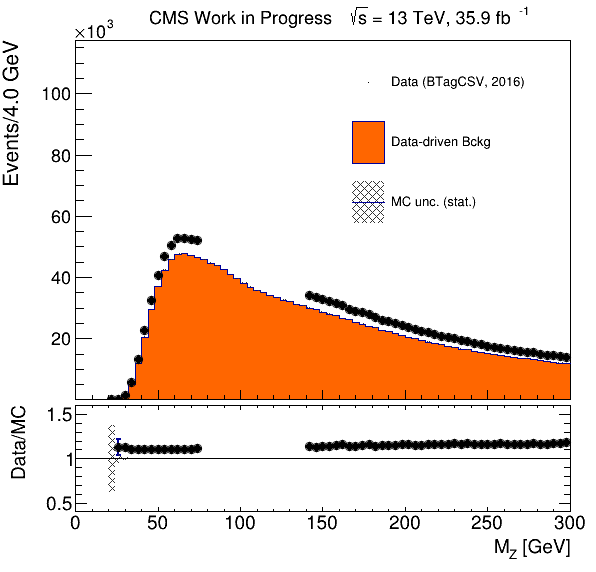 CMS Work in Progress √s = 13 TeV, 35.9 fb⁻¹
×10³
Events/4.0 GeV
100
80
60
40
20
Data (BTagCSV, 2016)
Data-driven Bckg
MC unc. (stat.)
Data/MC
1.5
1
0.5
0 50 100 150 200 250 300
M_Z [GeV]